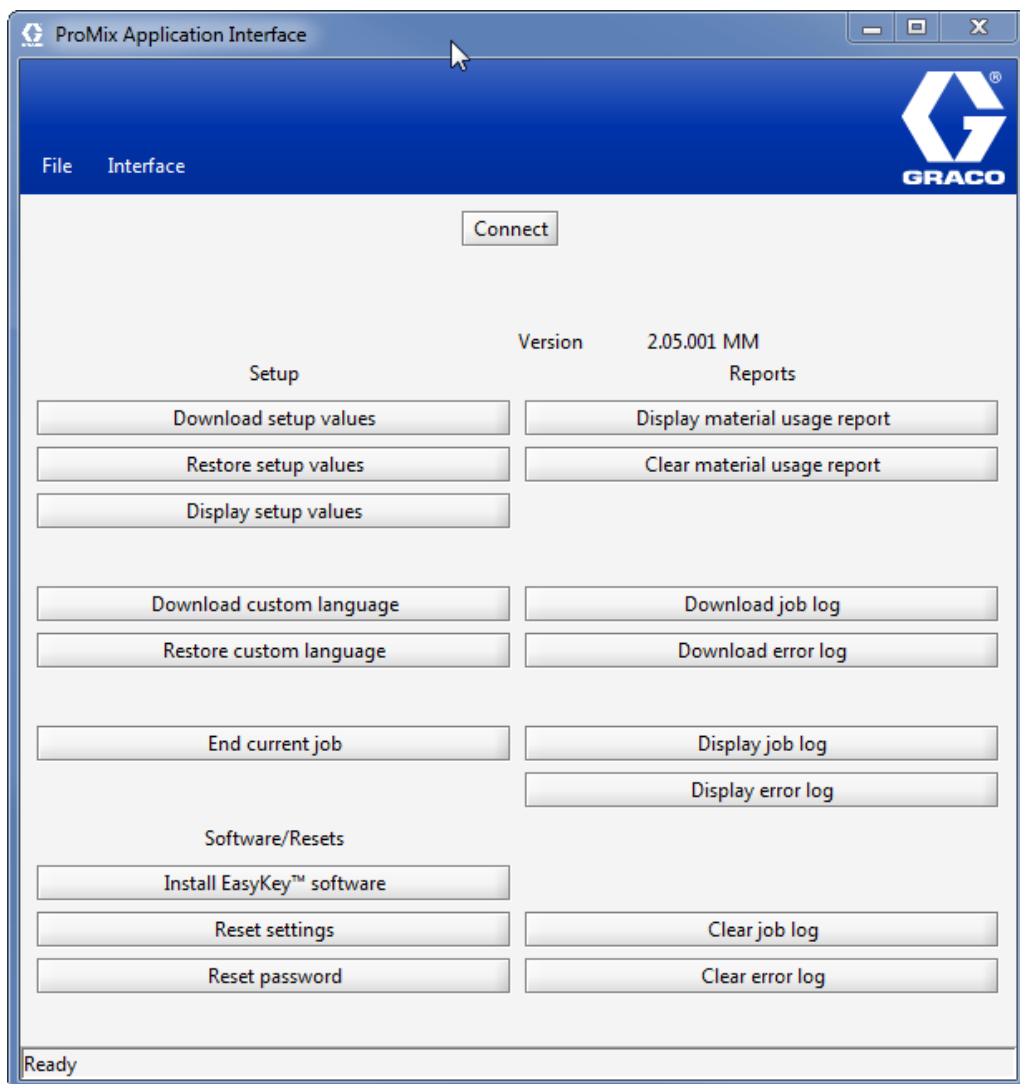 ProMix Application Interface
GRACO
File Interface
Connect
Version 2.05.001 MM
Setup Reports
Download setup values Display material usage report
Restore setup values Clear material usage report
Display setup values
Download custom language Download job log
Restore custom language Download error log
End current job Display job log
Display error log
Software/Resets
Install EasyKey™ software
Reset settings Clear job log
Reset password Clear error log
Ready